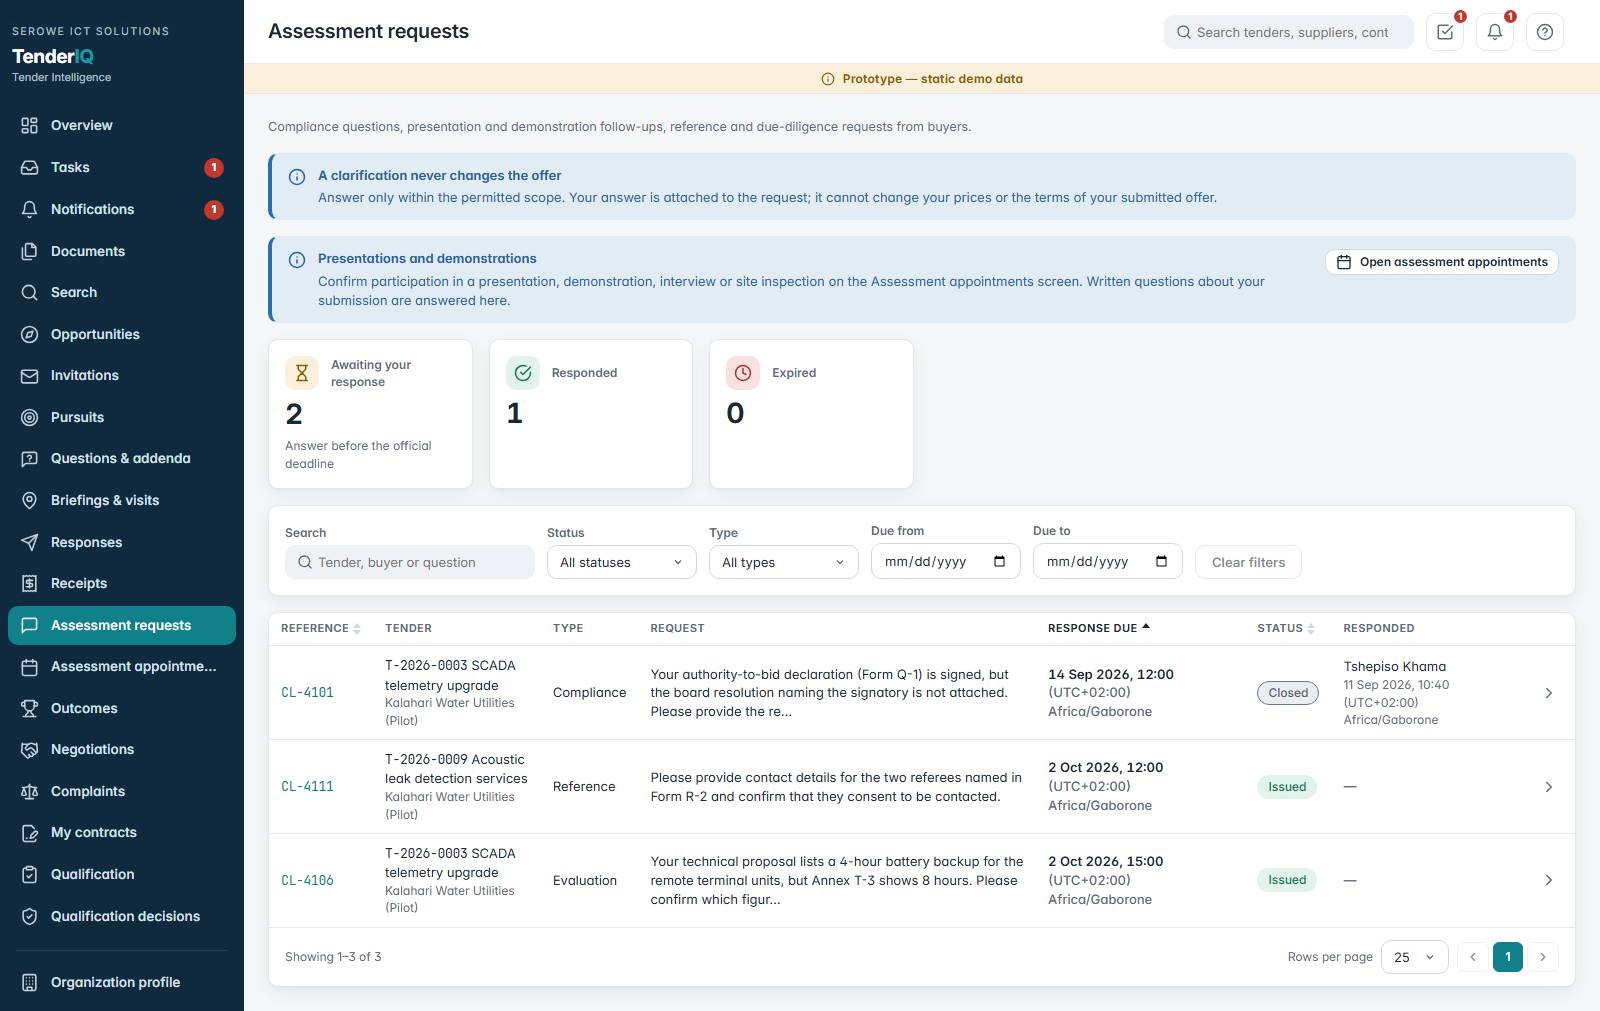 SEROWE ICT SOLUTIONS
TenderIQ
Tender Intelligence
Overview
Tasks 1
Notifications 1
Documents
Search
Opportunities
Invitations
Pursuits
Questions & addenda
Briefings & visits
Responses
Receipts
Assessment requests
Assessment appointme...
Outcomes
Negotiations
Complaints
My contracts
Qualification
Qualification decisions
Organization profile
Assessment requests
Search tenders, suppliers, cont
1
1
Prototype — static demo data
Compliance questions, presentation and demonstration follow-ups, reference and due-diligence requests from buyers.
A clarification never changes the offer
Answer only within the permitted scope. Your answer is attached to the request; it cannot change your prices or the terms of your submitted offer.
Presentations and demonstrations
Confirm participation in a presentation, demonstration, interview or site inspection on the Assessment appointments screen. Written questions about your
submission are answered here.
Open assessment appointments
Awaiting your
response
2
Answer before the official
deadline
Responded
1
Expired
0
Search
Tender, buyer or question
Status
All statuses
Type
All types
Due from
mm/dd/yyyy
Due to
mm/dd/yyyy
Clear filters
REFERENCE TENDER TYPE REQUEST RESPONSE DUE STATUS RESPONDED
CL-4101
T-2026-0003 SCADA
telemetry upgrade
Kalahari Water Utilities
(Pilot)
Compliance
Your authority-to-bid declaration (Form Q-1) is signed, but
the board resolution naming the signatory is not attached.
Please provide the re...
14 Sep 2026, 12:00
(UTC+02:00)
Africa/Gaborone
Closed
Tshepiso Khama
11 Sep 2026, 10:40
(UTC+02:00)
Africa/Gaborone
CL-4111
T-2026-0009 Acoustic
leak detection services
Kalahari Water Utilities
(Pilot)
Reference
Please provide contact details for the two referees named in
Form R-2 and confirm that they consent to be contacted.
2 Oct 2026, 12:00
(UTC+02:00)
Africa/Gaborone
Issued
—
CL-4106
T-2026-0003 SCADA
telemetry upgrade
Kalahari Water Utilities
(Pilot)
Evaluation
Your technical proposal lists a 4-hour battery backup for the
remote terminal units, but Annex T-3 shows 8 hours. Please
confirm which figur...
2 Oct 2026, 15:00
(UTC+02:00)
Africa/Gaborone
Issued
—
Showing 1–3 of 3
Rows per page 25
1